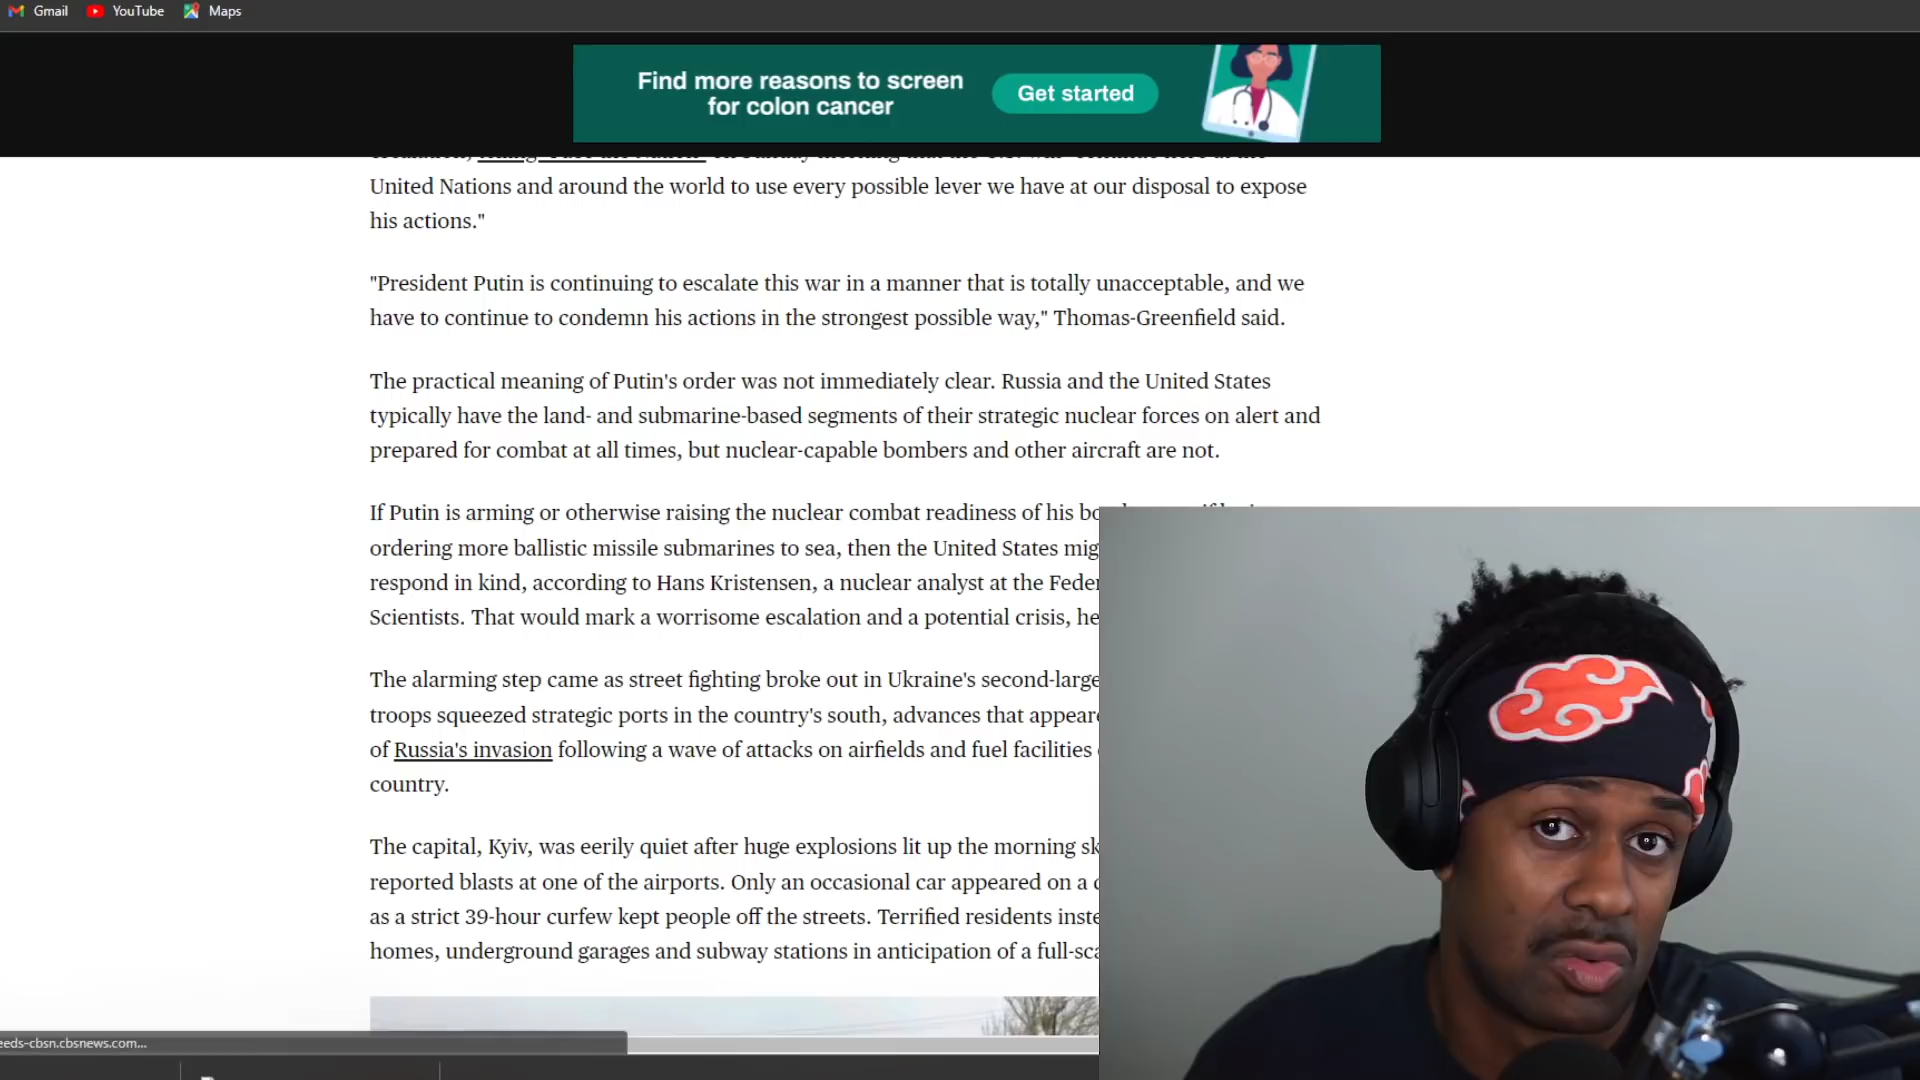 Gmail YouTube Maps
Find more reasons to screen
for colon cancer
Get started
United Nations and around the world to use every possible lever we have at our disposal to expose
his actions."
"President Putin is continuing to escalate this war in a manner that is totally unacceptable, and we
have to continue to condemn his actions in the strongest possible way," Thomas-Greenfield said.
The practical meaning of Putin's order was not immediately clear. Russia and the United States
typically have the land- and submarine-based segments of their strategic nuclear forces on alert and
prepared for combat at all times, but nuclear-capable bombers and other aircraft are not.
If Putin is arming or otherwise raising the nuclear combat readiness of his
ordering more ballistic missile submarines to sea, then the United States
respond in kind, according to Hans Kristensen, a nuclear analyst at the
Scientists. That would mark a worrisome escalation and a potential crisis, he
The alarming step came as street fighting broke out in Ukraine's
troops squeezed strategic ports in the country's south, advances that
of Russia's invasion following a wave of attacks on airfields and fuel facilities
country.
The capital, Kyiv, was eerily quiet after huge explosions lit up the morning
reported blasts at one of the airports. Only an occasional car appeared on a
as a strict 39-hour curfew kept people off the streets. Terrified residents
homes, underground garages and subway stations in anticipation of a
eeds-cbsn.cbsnews.com...